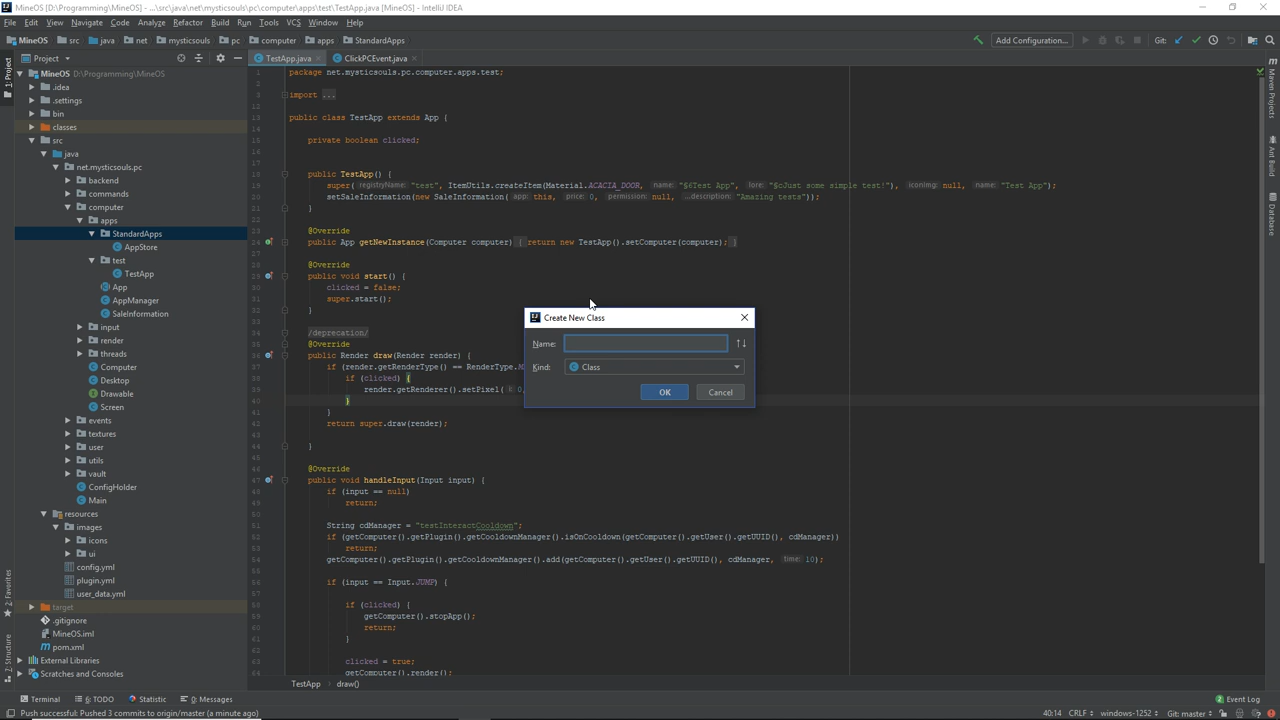 MineOS [D:\Programming\MineOS] - ...\src\java\net\mysticsouls\pc\computer\apps\test\TestApp.java [MineOS] - IntelliJ IDEA
File Edit View Navigate Code Analyze Refactor Build Run Tools VCS Window Help
MineOS src java net mysticsouls pc computer apps StandardApps Add Configuration... Git:
Project TestApp.java ClickPCEvent.java
1: Project
MineOS D:\Programming\MineOS
.idea
.settings
bin
classes
src
java
net.mysticsouls.pc
backend
commands
computer
apps
StandardApps
AppStore
test
TestApp
App
AppManager
SaleInformation
input
render
threads
Computer
Desktop
Drawable
Screen
events
textures
user
utils
vault
ConfigHolder
Main
resources
images
icons
ui
config.yml
plugin.yml
user_data.yml
target
.gitignore
MineOS.iml
pom.xml
External Libraries
Scratches and Consoles
2: Favorites
7: Structure
package net.mysticsouls.pc.computer.apps.test;
import ...
public class TestApp extends App {
private boolean clicked;
public TestApp() {
super( registryName: "test", ItemUtils.createItem(Material.ACACIA_DOOR, name: "§6Test App", lore: "§cJust some simple test!"), iconImg: null, name: "Test App");
setSaleInformation(new SaleInformation( app: this, price: 0, permission: null, ...description: "Amazing tests"));
}
@Override
public App getNewInstance(Computer computer) { return new TestApp().setComputer(computer); }
@Override
public void start() {
clicked = false;
super.start();
}
/deprecation/
@Override
public Render draw(Render render) {
if (render.getRenderType() == RenderType.M
if (clicked) {
render.getRenderer().setPixel( 0,
}
}
return super.draw(render);
}
@Override
public void handleInput(Input input) {
if (input == null)
return;
String cdManager = "testInteractCooldown";
if (getComputer().getPlugin().getCooldownManager().isOnCooldown(getComputer().getUser().getUUID(), cdManager))
return;
getComputer().getPlugin().getCooldownManager().add(getComputer().getUser().getUUID(), cdManager, time: 10);
if (input == Input.JUMP) {
if (clicked) {
getComputer().stopApp();
return;
}
clicked = true;
getComputer().render();
Create New Class
Name:
Kind: Class
OK Cancel
Maven Projects
Ant Build
Database
TestApp › draw()
Terminal 6: TODO Statistic 0: Messages Event Log
Push successful: Pushed 3 commits to origin/master (a minute ago) 40:14 CRLF windows-1252 Git: master